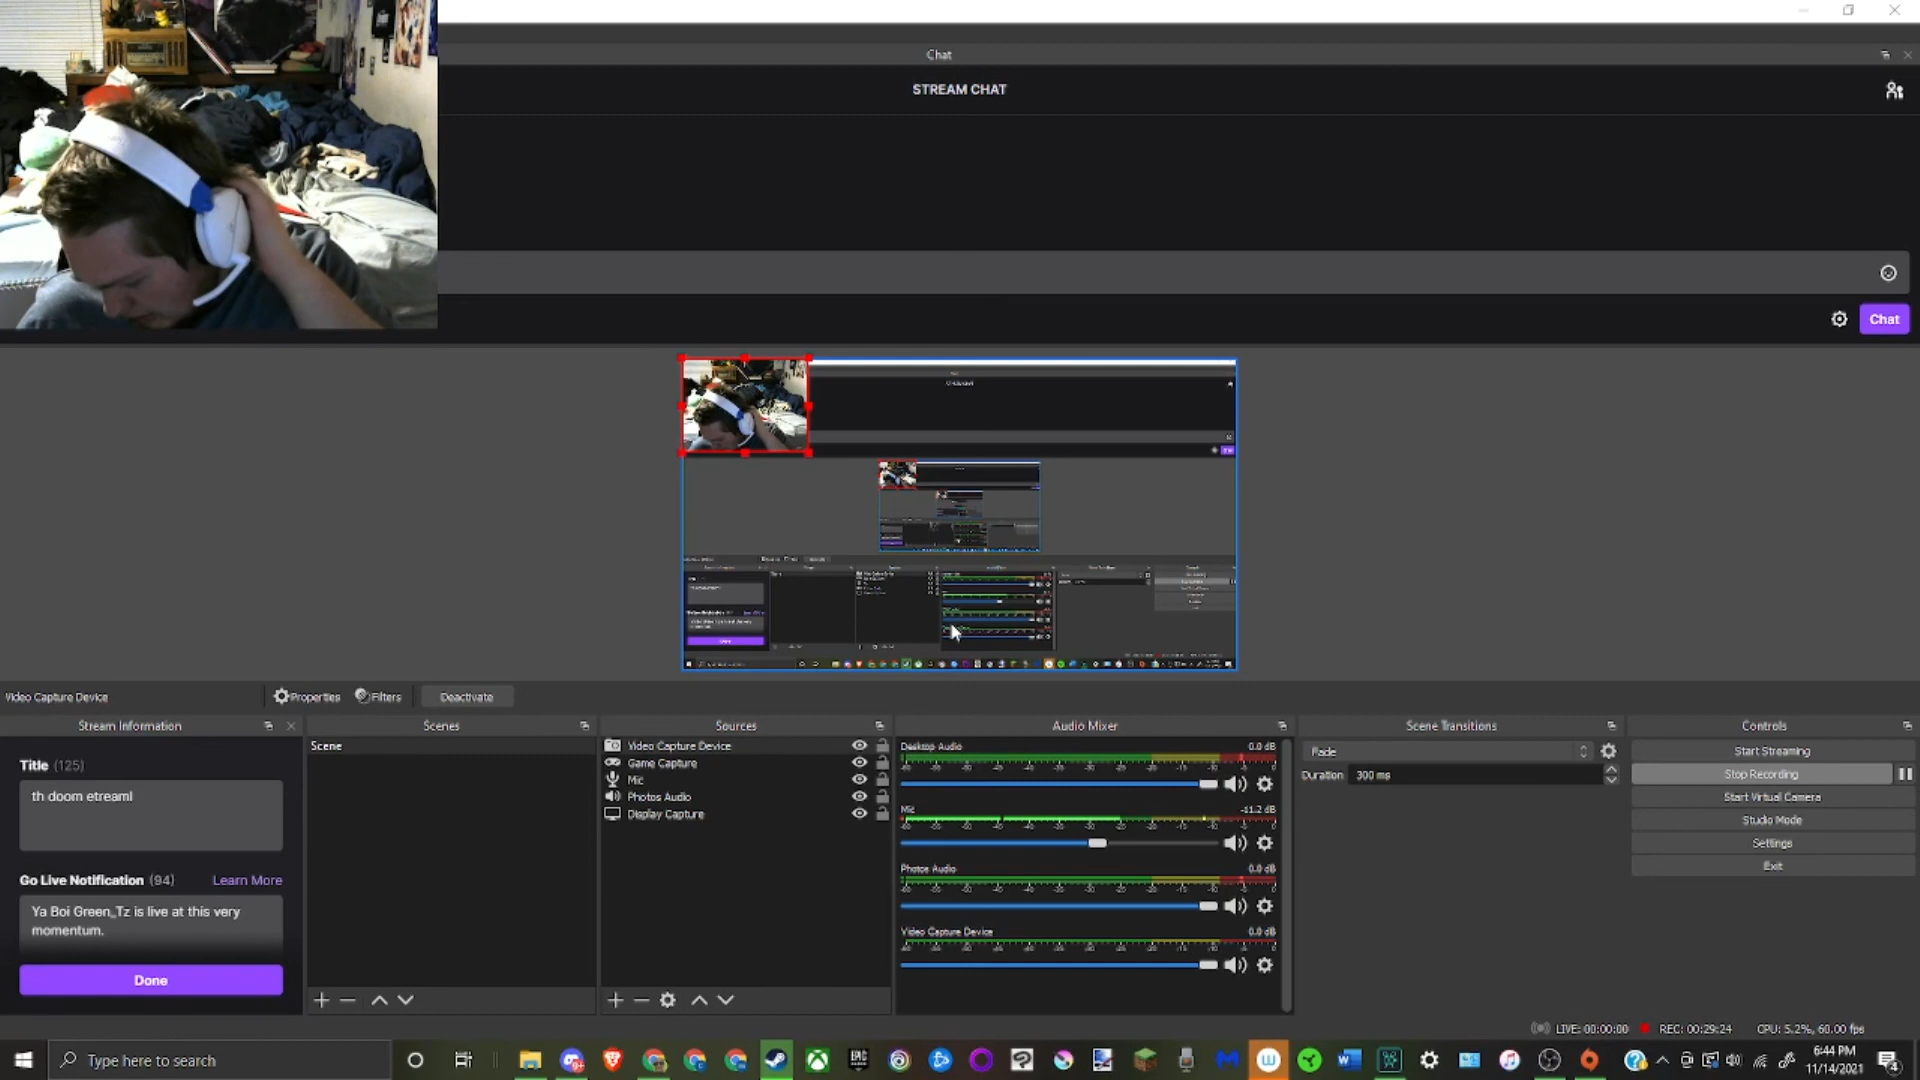 Chat
STREAM CHAT
Chat
Video Capture Device
Properties
Filters
Deactivate
Stream Information
Scenes
Sources
Audio Mixer
Scene Transitions
Controls
Title (125)
th doom etreaml
Go Live Notification (94)
Learn More
Ya Boi Green_Tz is live at this very
momentum.
Done
Scene
Video Capture Device
Game Capture
Mic
Photos Audio
Display Capture
Desktop Audio 0.0 dB
Mic -11.2 dB
Photos Audio 0.0 dB
Video Capture Device 0.0 dB
Fade
Duration 300 ms
Start Streaming
Stop Recording
Start Virtual Camera
Studio Mode
Settings
Exit
LIVE: 00:00:00
REC: 00:29:24
CPU: 5.2%, 60.00 fps
Type here to search
EPIC
6:44 PM
11/14/2021